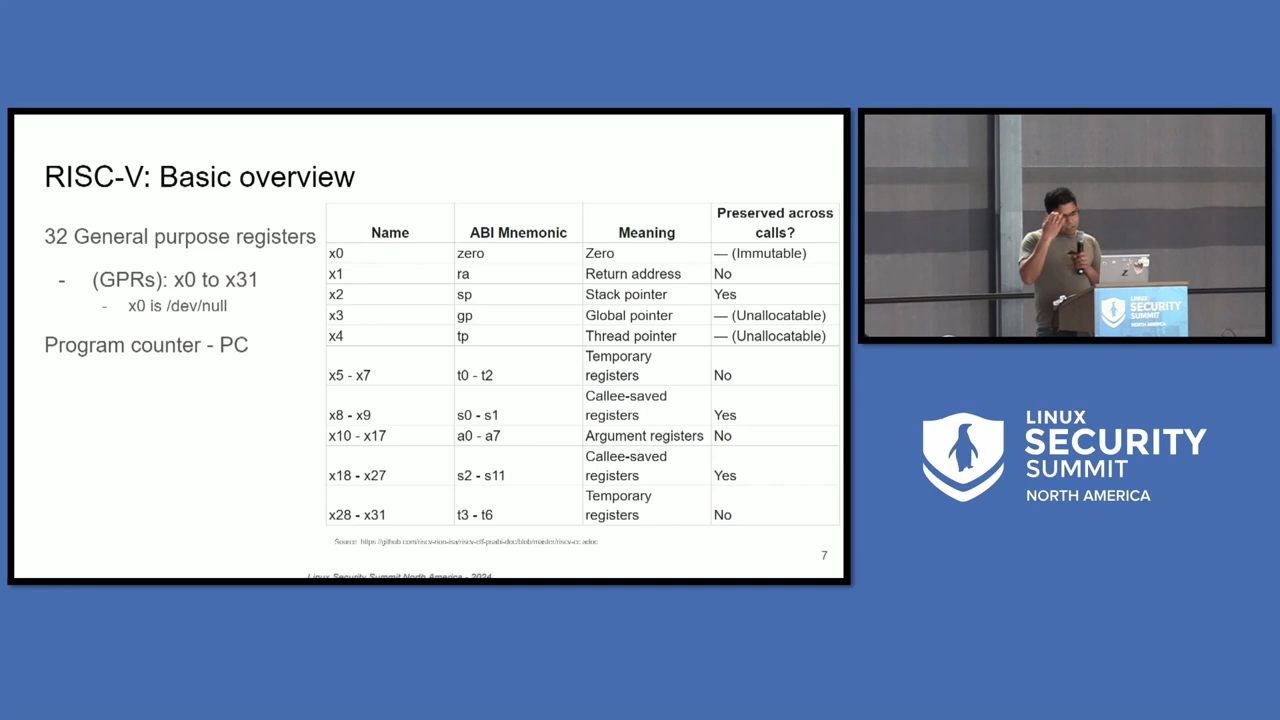 RISC-V: Basic overview
32 General purpose registers
- (GPRs): x0 to x31
- x0 is /dev/null
Program counter - PC
Name ABI Mnemonic Meaning Preserved across calls?
x0 zero Zero — (Immutable)
x1 ra Return address No
x2 sp Stack pointer Yes
x3 gp Global pointer — (Unallocatable)
x4 tp Thread pointer — (Unallocatable)
x5 - x7 t0 - t2 Temporary registers No
x8 - x9 s0 - s1 Callee-saved registers Yes
x10 - x17 a0 - a7 Argument registers No
x18 - x27 s2 - s11 Callee-saved registers Yes
x28 - x31 t3 - t6 Temporary registers No
Source: https://github.com/riscv-non-isa/riscv-elf-psabi-doc/blob/master/riscv-cc.adoc
7
Linux Security Summit North America - 2024
LINUX
SECURITY
SUMMIT
NORTH AMERICA
LINUX
SECURITY
SUMMIT
NORTH AMERICA